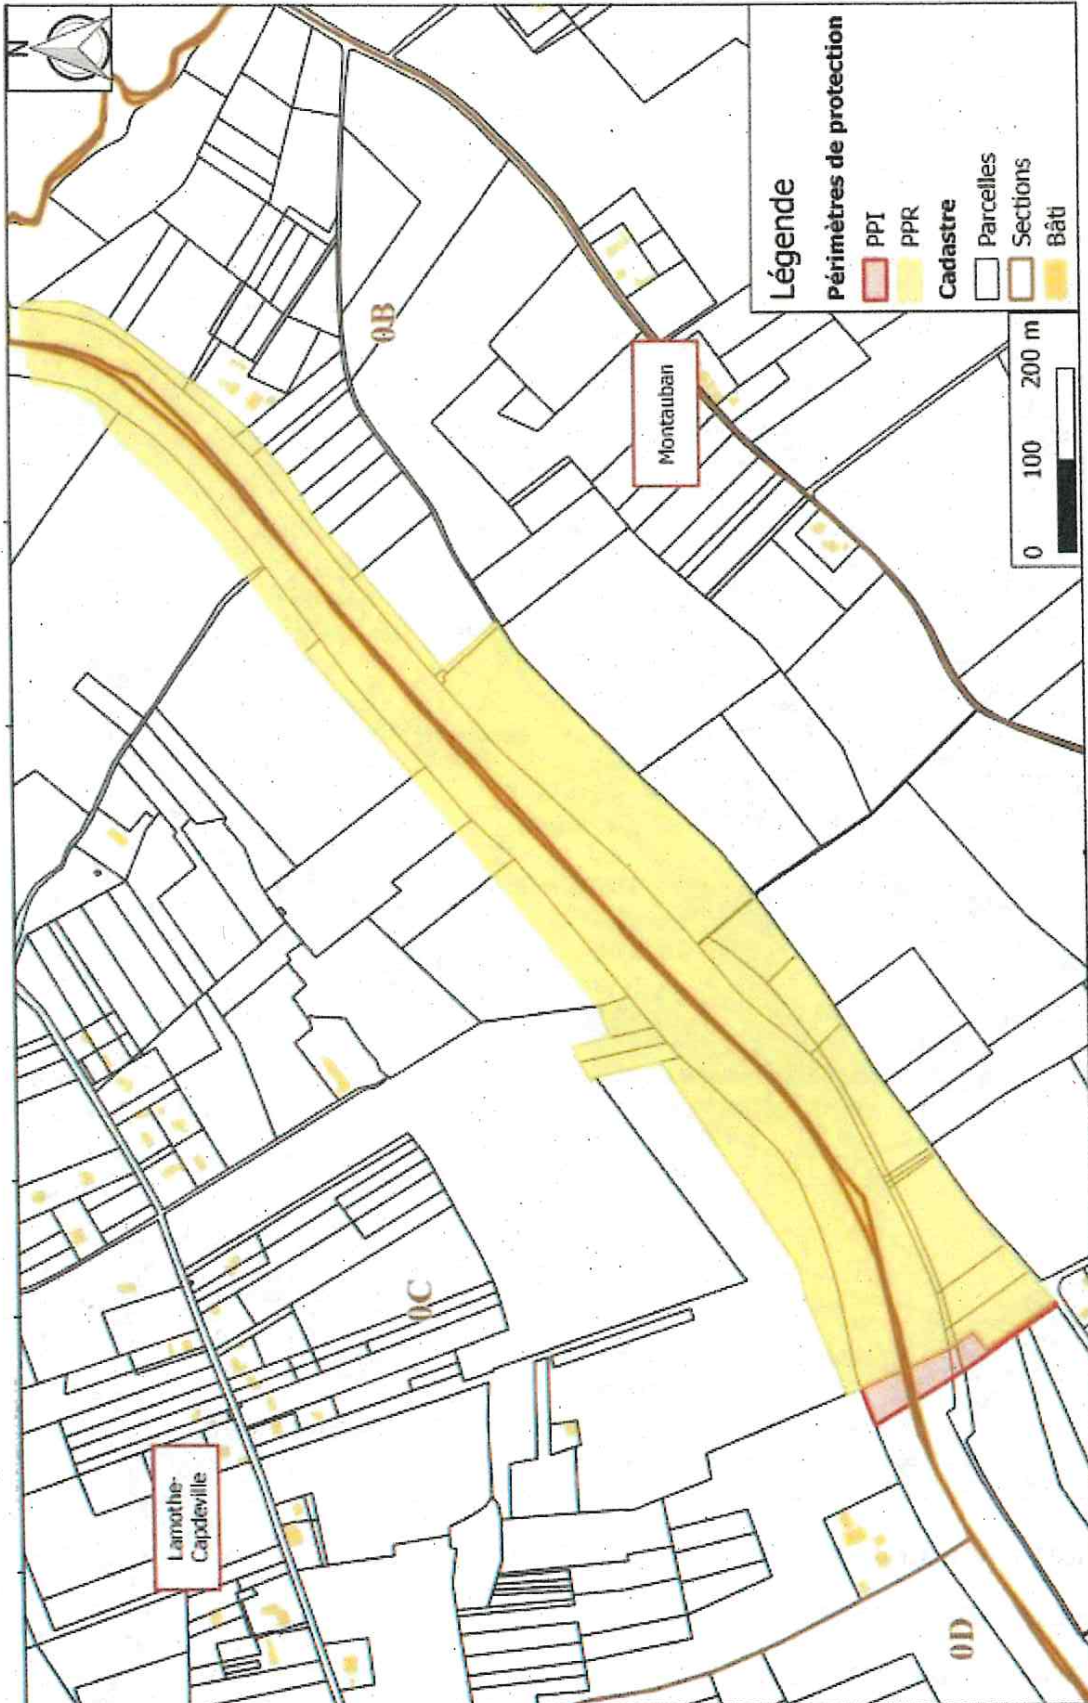 N
0B
Montauban
0C
Lamothe-
Capdeville
0D
Légende
Périmètres de protection
PPI
PPR
Cadastre
Parcelles
Sections
Bâti
0 100 200 m